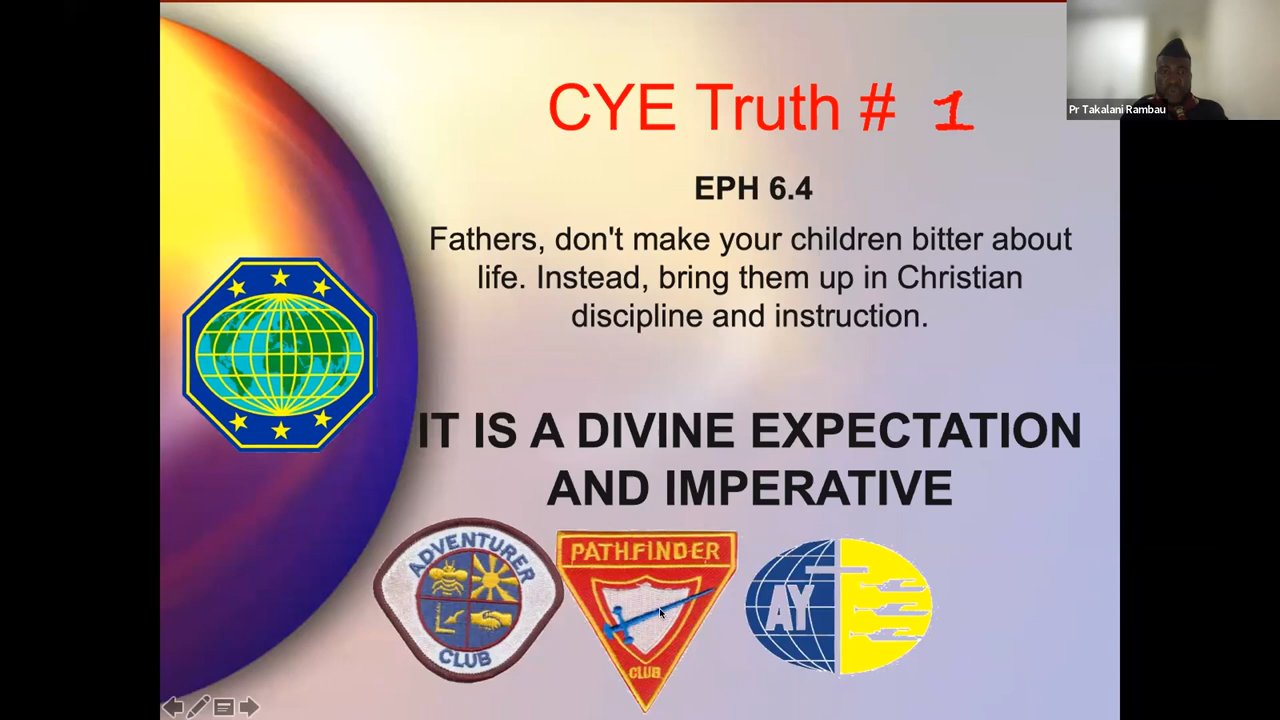 CYE Truth # 1
Pr Takalani Rambau
EPH 6.4
Fathers, don't make your children bitter about
life. Instead, bring them up in Christian
discipline and instruction.
IT IS A DIVINE EXPECTATION
AND IMPERATIVE
ADVENTURER
CLUB
PATHFINDER
CLUB
AY